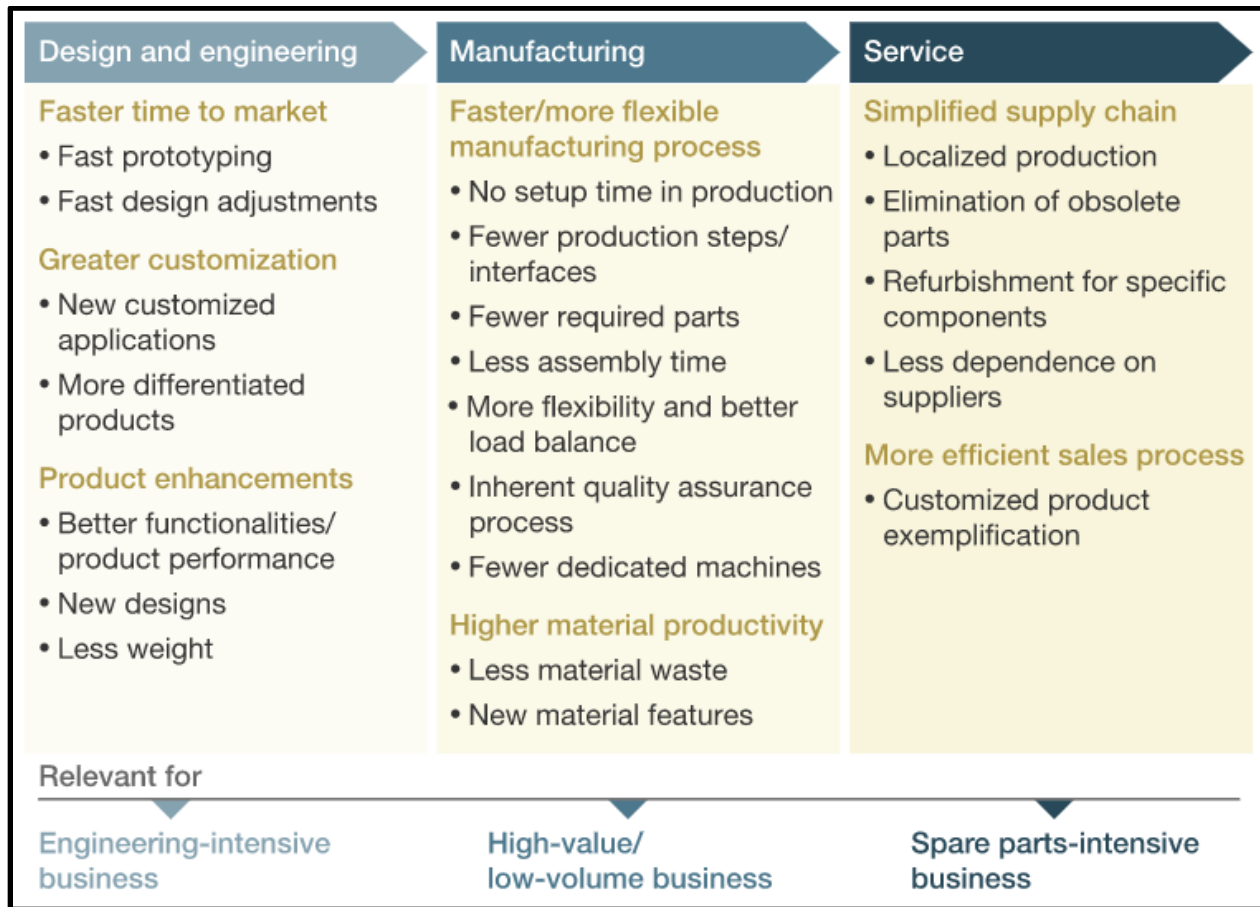 Design and engineering
Faster time to market
• Fast prototyping
• Fast design adjustments
Greater customization
• New customized
applications
• More differentiated
products
Product enhancements
• Better functionalities/
product performance
• New designs
• Less weight
Manufacturing
Faster/more flexible
manufacturing process
• No setup time in production
• Fewer production steps/
interfaces
• Fewer required parts
• Less assembly time
• More flexibility and better
load balance
• Inherent quality assurance
process
• Fewer dedicated machines
Higher material productivity
• Less material waste
• New material features
Service
Simplified supply chain
• Localized production
• Elimination of obsolete
parts
• Refurbishment for specific
components
• Less dependence on
suppliers
More efficient sales process
• Customized product
exemplification
Relevant for
Engineering-intensive
business
High-value/
low-volume business
Spare parts-intensive
business